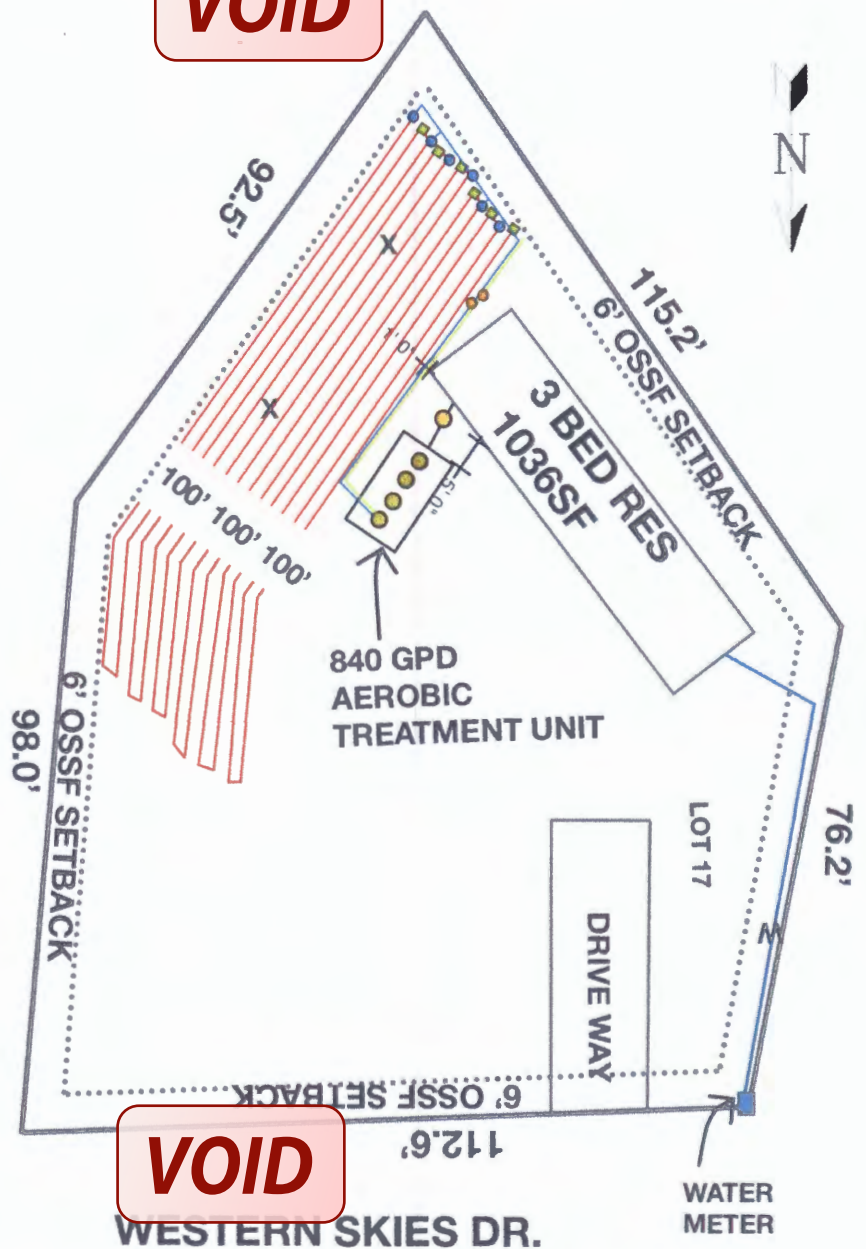 VOID
N
92.5'
115.2'
6' OSSF SETBACK
X
1' 0"
3 BED RES
1036SF
X
5' 0"
100' 100' 100'
840 GPD
AEROBIC
TREATMENT UNIT
6' OSSF SETBACK
98.0'
LOT 17
76.2'
W
DRIVE WAY
6' OSSF SETBACK
112.6'
VOID
WATER
METER
WESTERN SKIES DR.